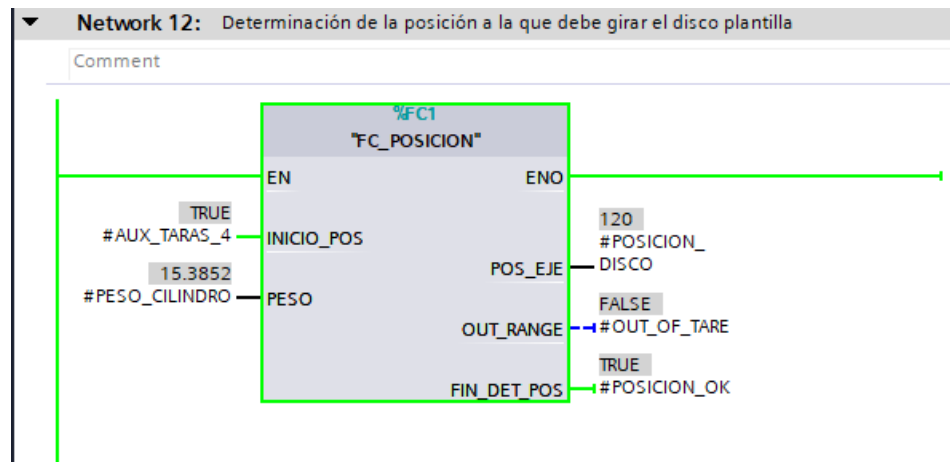 Network 12: Determinación de la posición a la que debe girar el disco plantilla
Comment
%FC1
"FC_POSICION"
EN
ENO
TRUE
#AUX_TARAS_4
INICIO_POS
15.3852
#PESO_CILINDRO
PESO
120
#POSICION_
DISCO
POS_EJE
FALSE
#OUT_OF_TARE
OUT_RANGE
TRUE
#POSICION_OK
FIN_DET_POS